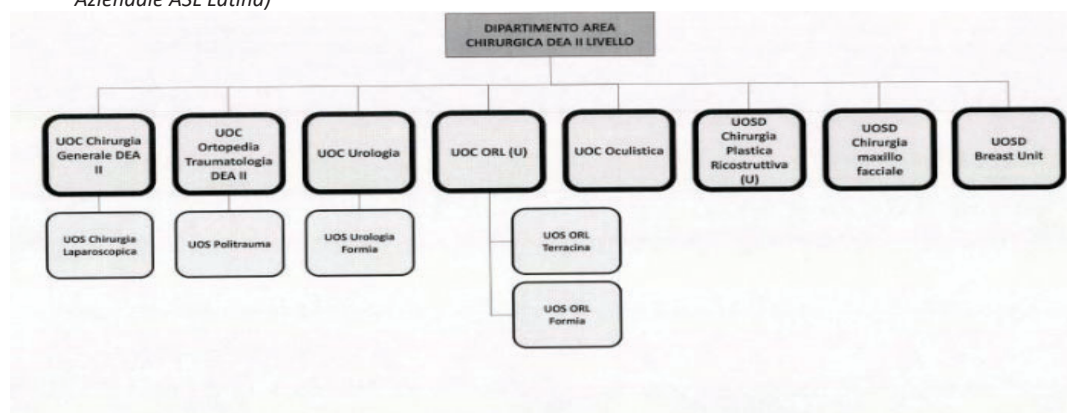 Aziendale ASL Latina)
DIPARTIMENTO AREA
CHIRURGICA DEA II LIVELLO
UOC Chirurgia
Generale DEA
II
UOC
Ortopedia
Traumatologia
DEA II
UOC Urologia
UOC ORL (U)
UOC Oculistica
UOSD
Chirurgia
Plastica
Ricostruttiva
(U)
UOSD
Chirurgia
maxillo
facciale
UOSD
Breast Unit
UOS Chirurgia
Laparoscopica
UOS Politrauma
UOS Urologia
Formia
UOS ORL
Terracina
UOS ORL
Formia